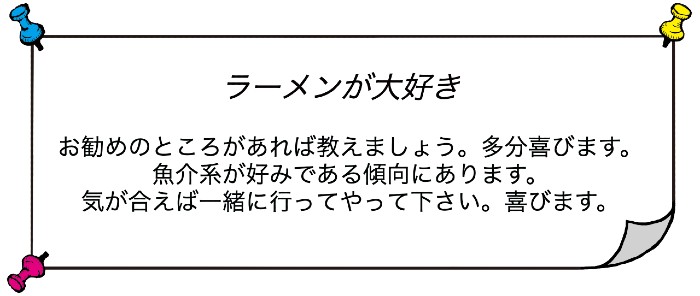 ラーメンが大好き
お勧めのところがあれば教えましょう。多分喜びます。
魚介系が好みである傾向にあります。
気が合えば一緒に行ってやって下さい。喜びます。